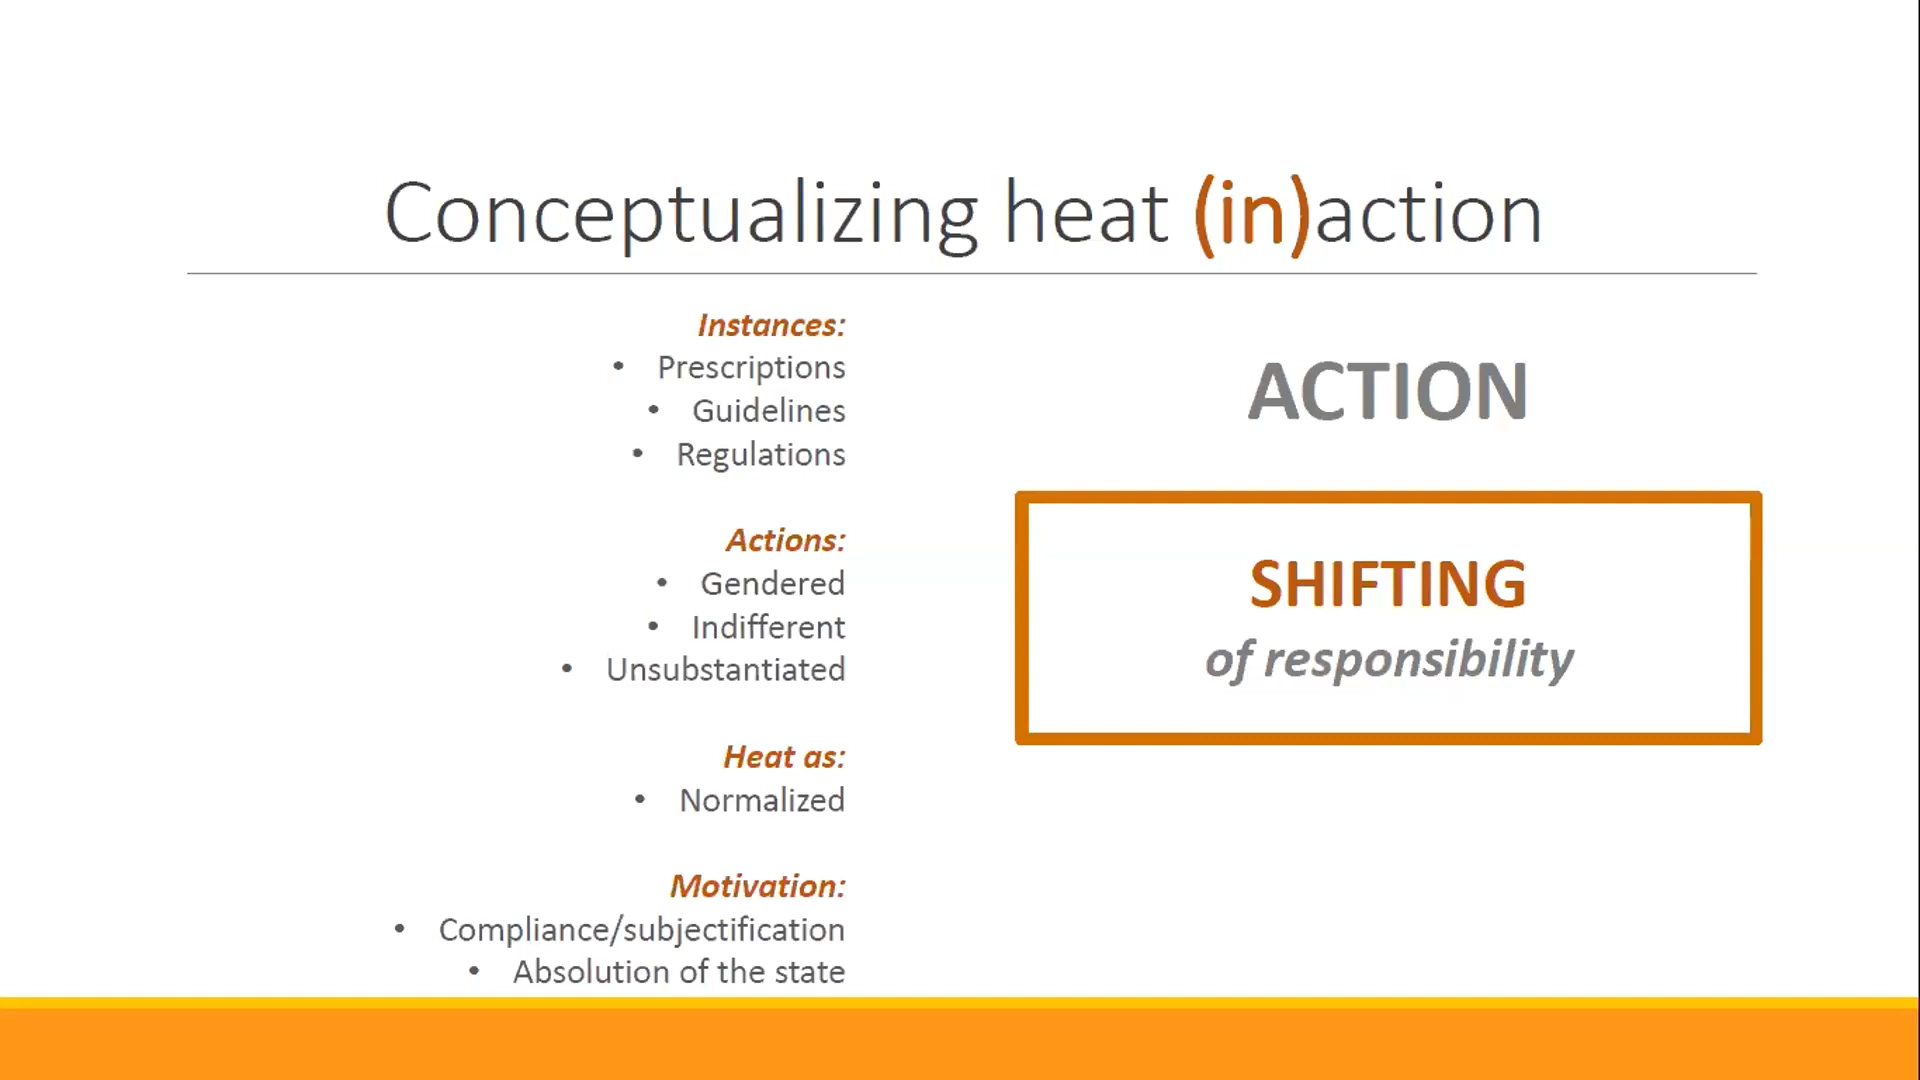 Conceptualizing heat (in)action
Instances:
• Prescriptions
• Guidelines
• Regulations
Actions:
• Gendered
• Indifferent
• Unsubstantiated
Heat as:
• Normalized
Motivation:
• Compliance/subjectification
• Absolution of the state
ACTION
SHIFTING
of responsibility